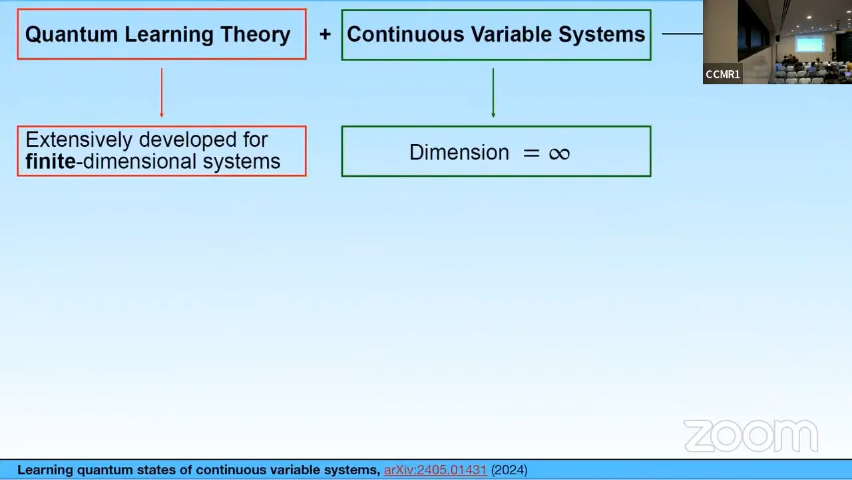 Quantum Learning Theory + Continuous Variable Systems
CCMR1
Extensively developed for
finite-dimensional systems
Dimension = ∞
zoom
Learning quantum states of continuous variable systems, arXiv:2405.01431 (2024)